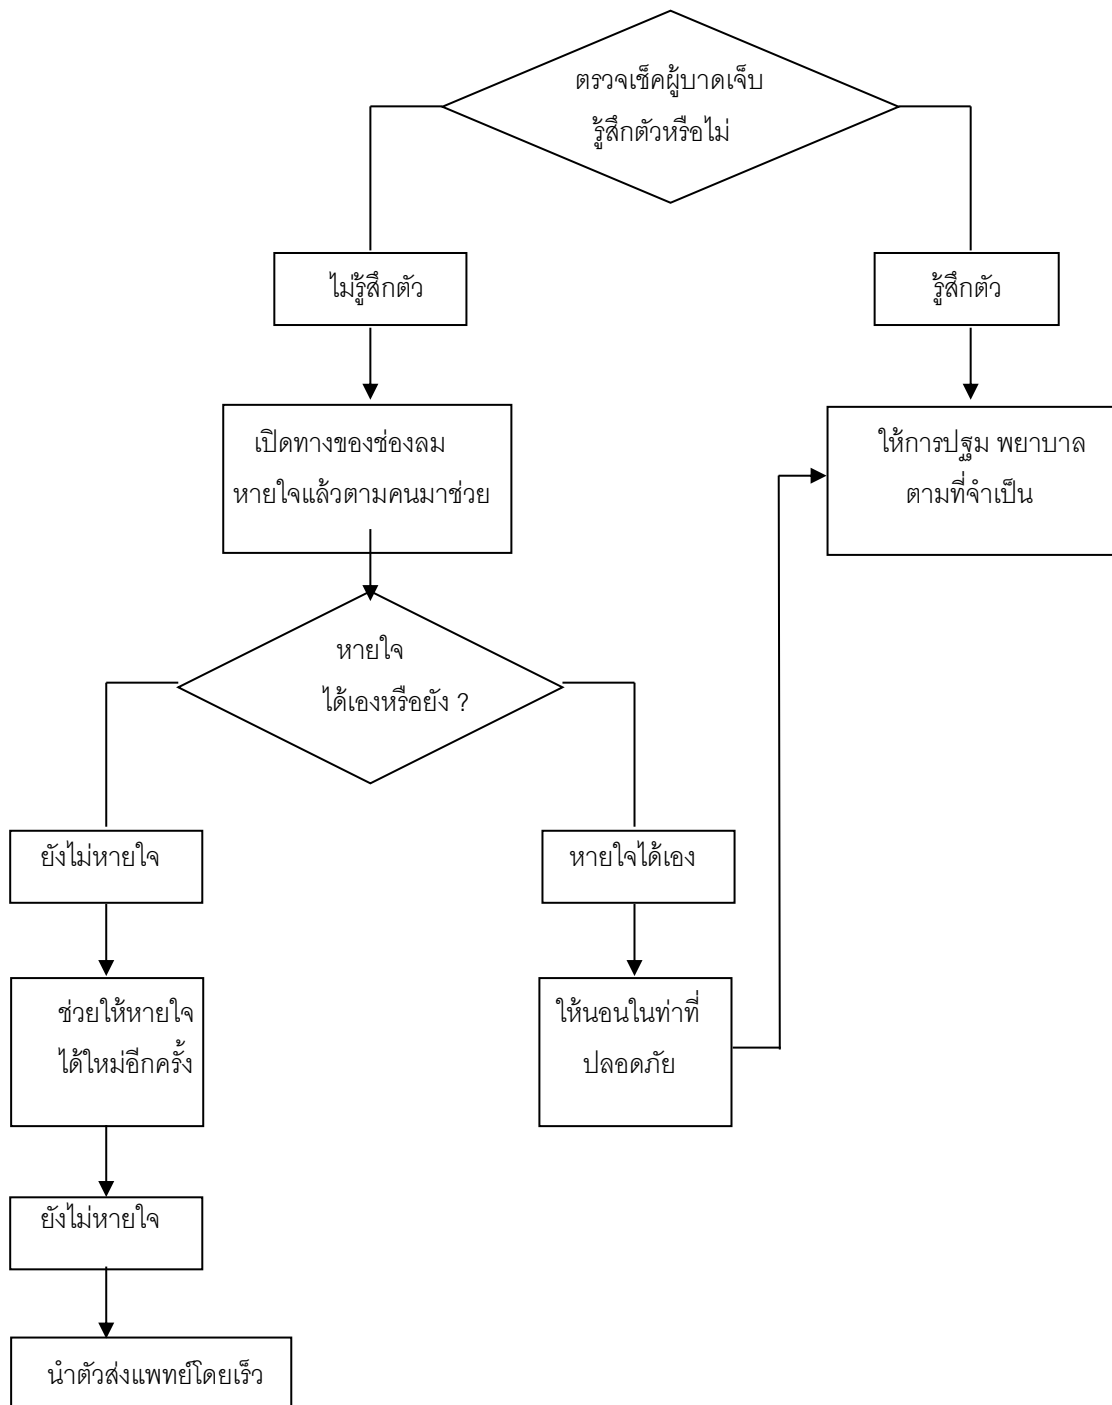 ตรวจเช็คผู้บาดเจ็บ
รู้สึกตัวหรือไม่
ไม่รู้สึกตัว
รู้สึกตัว
เปิดทางของช่องลม
หายใจแล้วตามคนมาช่วย
ให้การปฐม พยาบาล
ตามที่จำเป็น
หายใจ
ได้เองหรือยัง ?
ยังไม่หายใจ
หายใจได้เอง
ช่วยให้หายใจ
ได้ใหม่อีกครั้ง
ให้นอนในท่าที่
ปลอดภัย
ยังไม่หายใจ
นำตัวส่งแพทย์โดยเร็ว